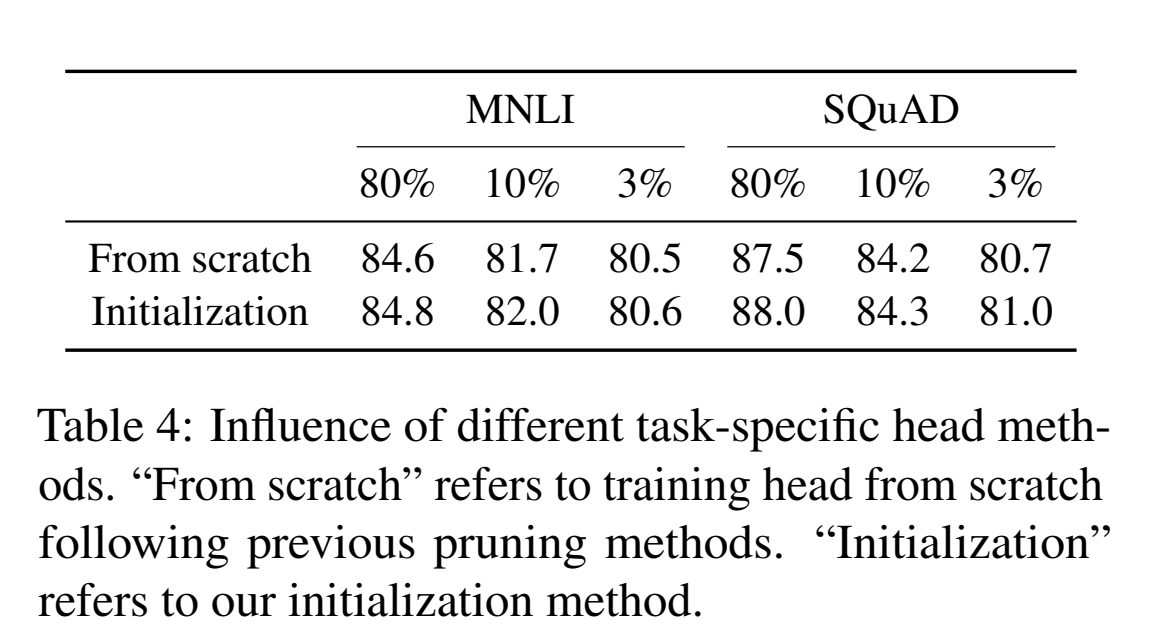 MNLI SQuAD
80% 10% 3% 80% 10% 3%
From scratch 84.6 81.7 80.5 87.5 84.2 80.7
Initialization 84.8 82.0 80.6 88.0 84.3 81.0
Table 4: Influence of different task-specific head meth-
ods. “From scratch” refers to training head from scratch
following previous pruning methods. “Initialization”
refers to our initialization method.